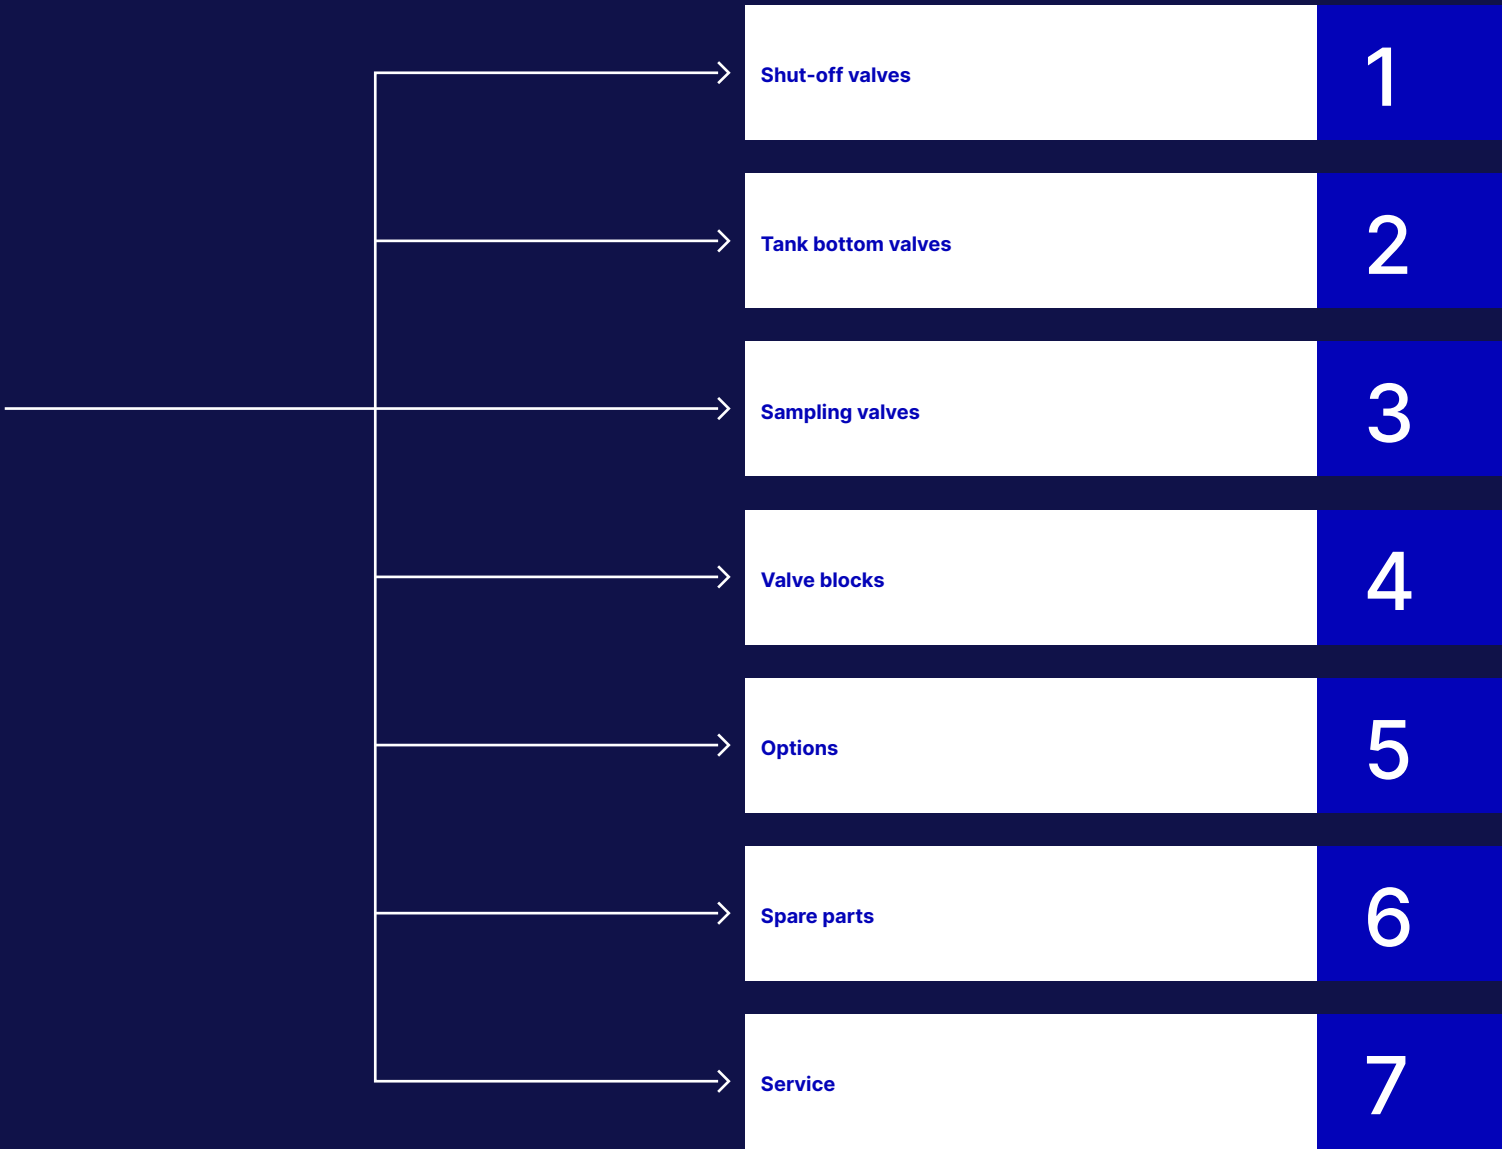 Shut-off valves
1
Tank bottom valves
2
Sampling valves
3
Valve blocks
4
Options
5
Spare parts
6
Service
7